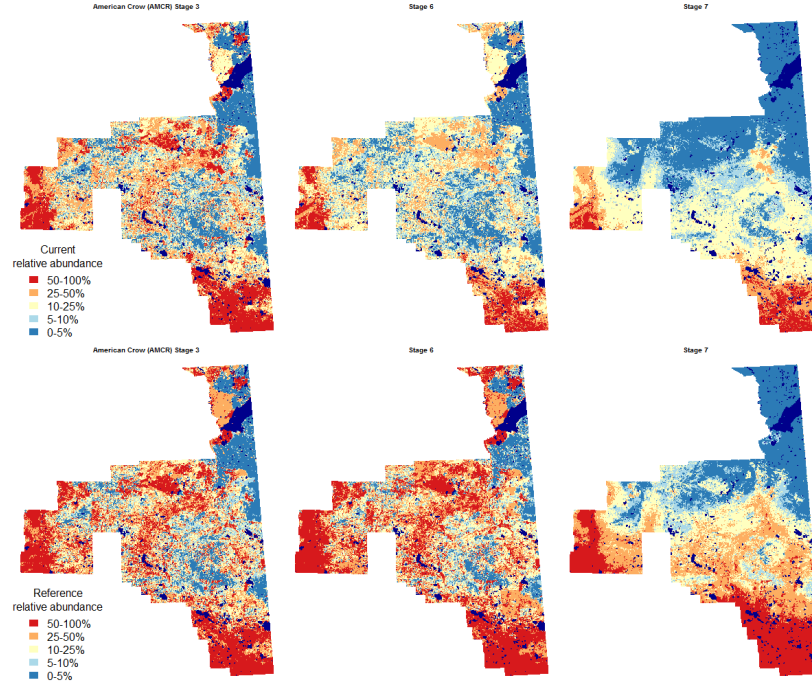 American Crow (AMCR) Stage 3
Stage 6
Stage 7
Current
relative abundance
50-100%
25-50%
10-25%
5-10%
0-5%
American Crow (AMCR) Stage 3
Stage 6
Stage 7
Reference
relative abundance
50-100%
25-50%
10-25%
5-10%
0-5%